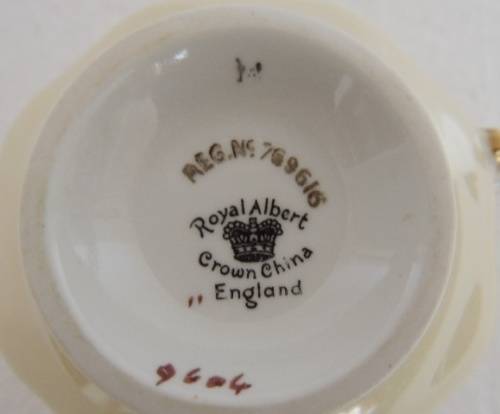 REG.No 769616
Royal Albert
Crown China
England
"
9604